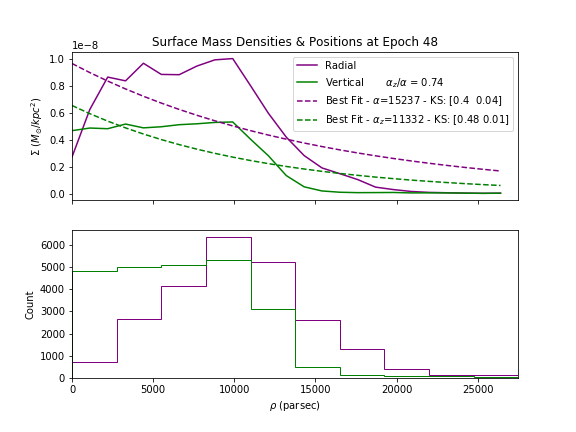 Surface Mass Densities & Positions at Epoch 48
1e−8
1.0
0.8
0.6
0.4
0.2
0.0
Σ (M☉/kpc²)
Radial
Vertical αz/α = 0.74
Best Fit - α=15237 - KS: [0.4 0.04]
Best Fit - αz=11332 - KS: [0.48 0.01]
6000
5000
4000
3000
2000
1000
0
Count
0 5000 10000 15000 20000 25000
ρ (parsec)